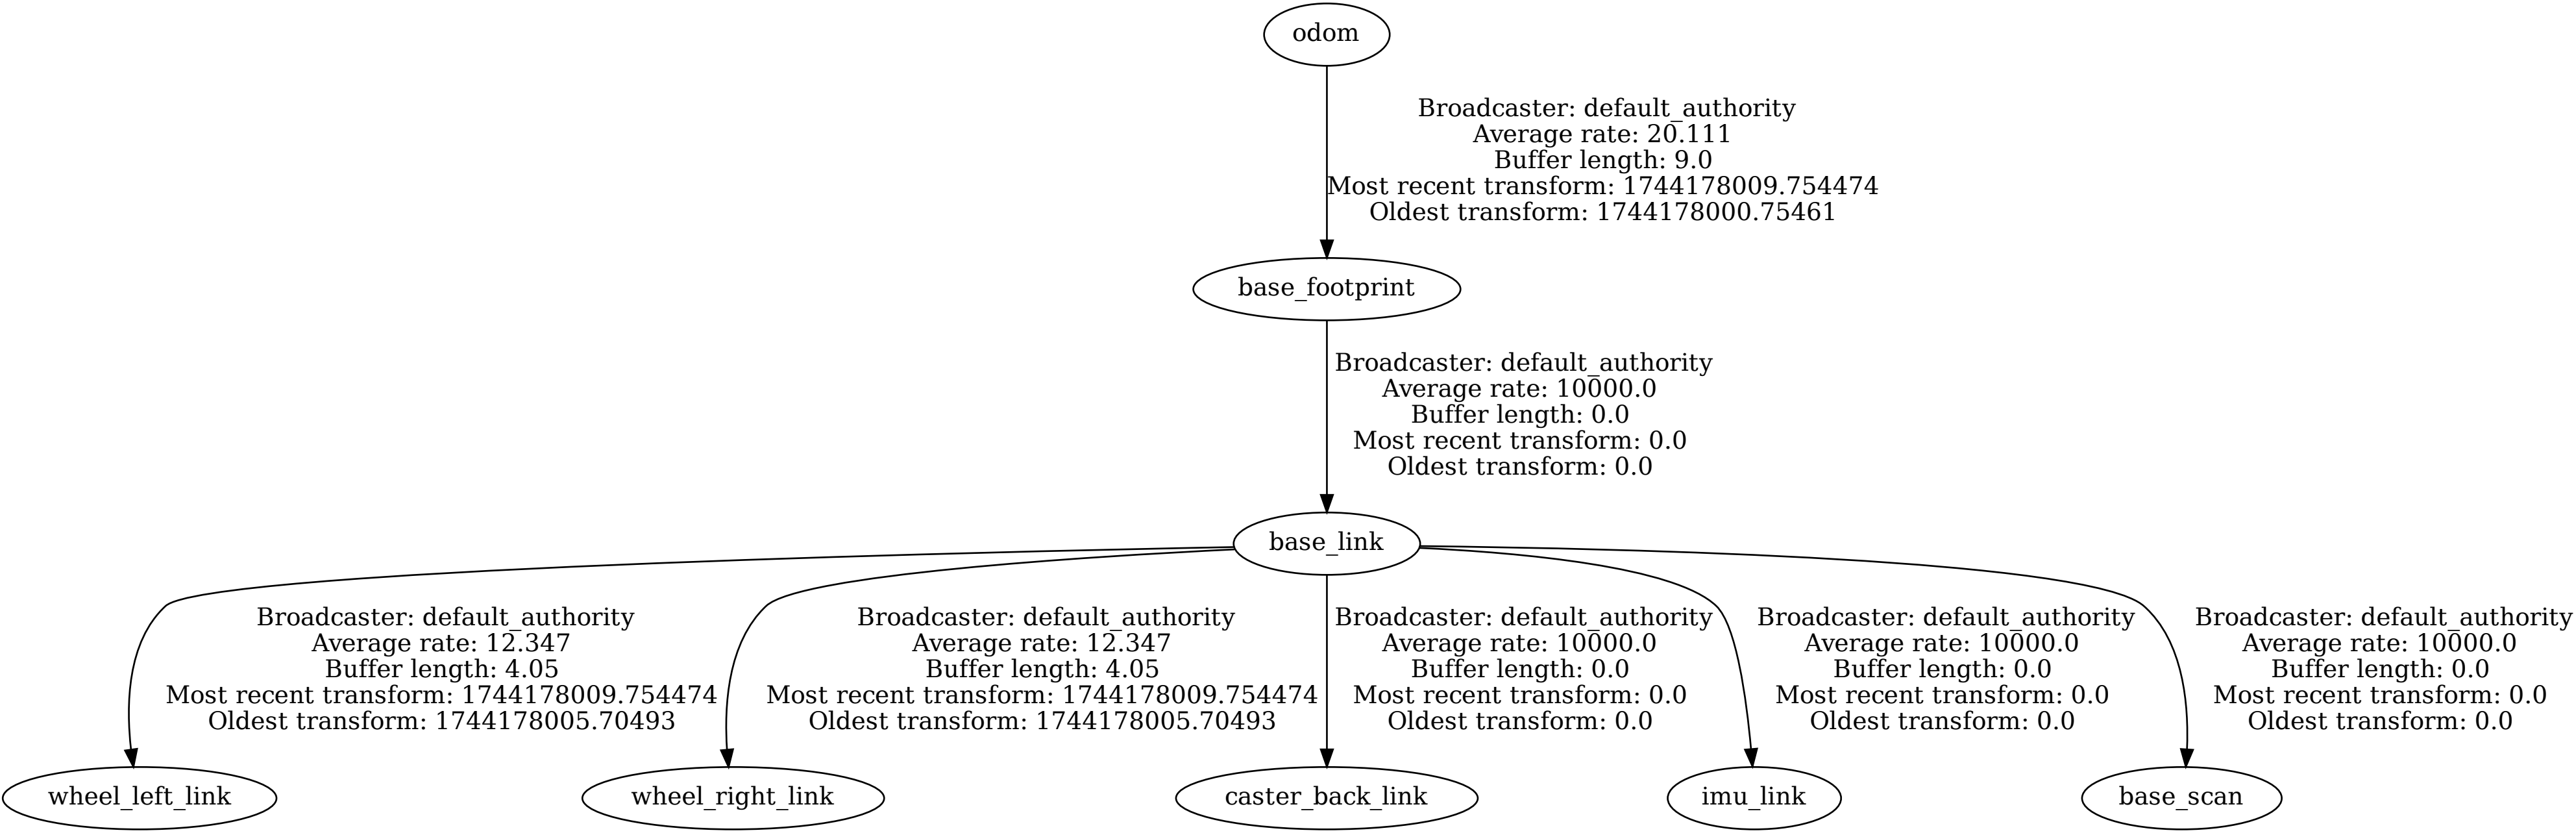 odom
Broadcaster: default_authority
Average rate: 20.111
Buffer length: 9.0
Most recent transform: 1744178009.754474
Oldest transform: 1744178000.75461
base_footprint
Broadcaster: default_authority
Average rate: 10000.0
Buffer length: 0.0
Most recent transform: 0.0
Oldest transform: 0.0
base_link
Broadcaster: default_authority
Average rate: 12.347
Buffer length: 4.05
Most recent transform: 1744178009.754474
Oldest transform: 1744178005.70493
Broadcaster: default_authority
Average rate: 12.347
Buffer length: 4.05
Most recent transform: 1744178009.754474
Oldest transform: 1744178005.70493
Broadcaster: default_authority
Average rate: 10000.0
Buffer length: 0.0
Most recent transform: 0.0
Oldest transform: 0.0
Broadcaster: default_authority
Average rate: 10000.0
Buffer length: 0.0
Most recent transform: 0.0
Oldest transform: 0.0
Broadcaster: default_authority
Average rate: 10000.0
Buffer length: 0.0
Most recent transform: 0.0
Oldest transform: 0.0
wheel_left_link
wheel_right_link
caster_back_link
imu_link
base_scan